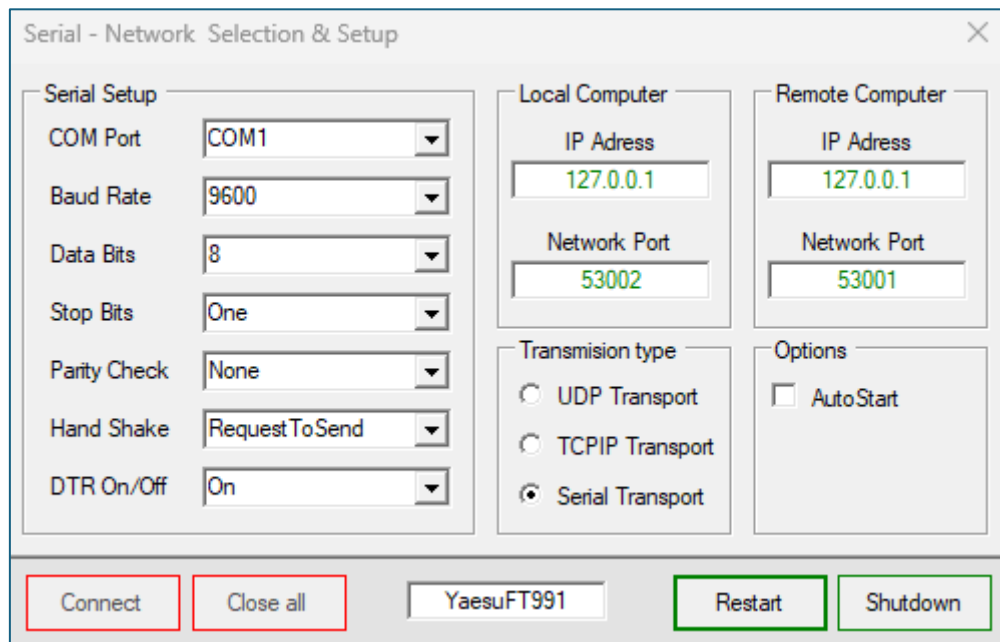 Serial - Network  Selection & Setup
Serial Setup
COM Port COM1
Baud Rate 9600
Data Bits 8
Stop Bits One
Parity Check None
Hand Shake RequestToSend
DTR On/Off On
Local Computer
IP Adress
127.0.0.1
Network Port
53002
Remote Computer
IP Adress
127.0.0.1
Network Port
53001
Transmision type
UDP Transport
TCPIP Transport
Serial Transport
Options
AutoStart
Connect Close all YaesuFT991 Restart Shutdown